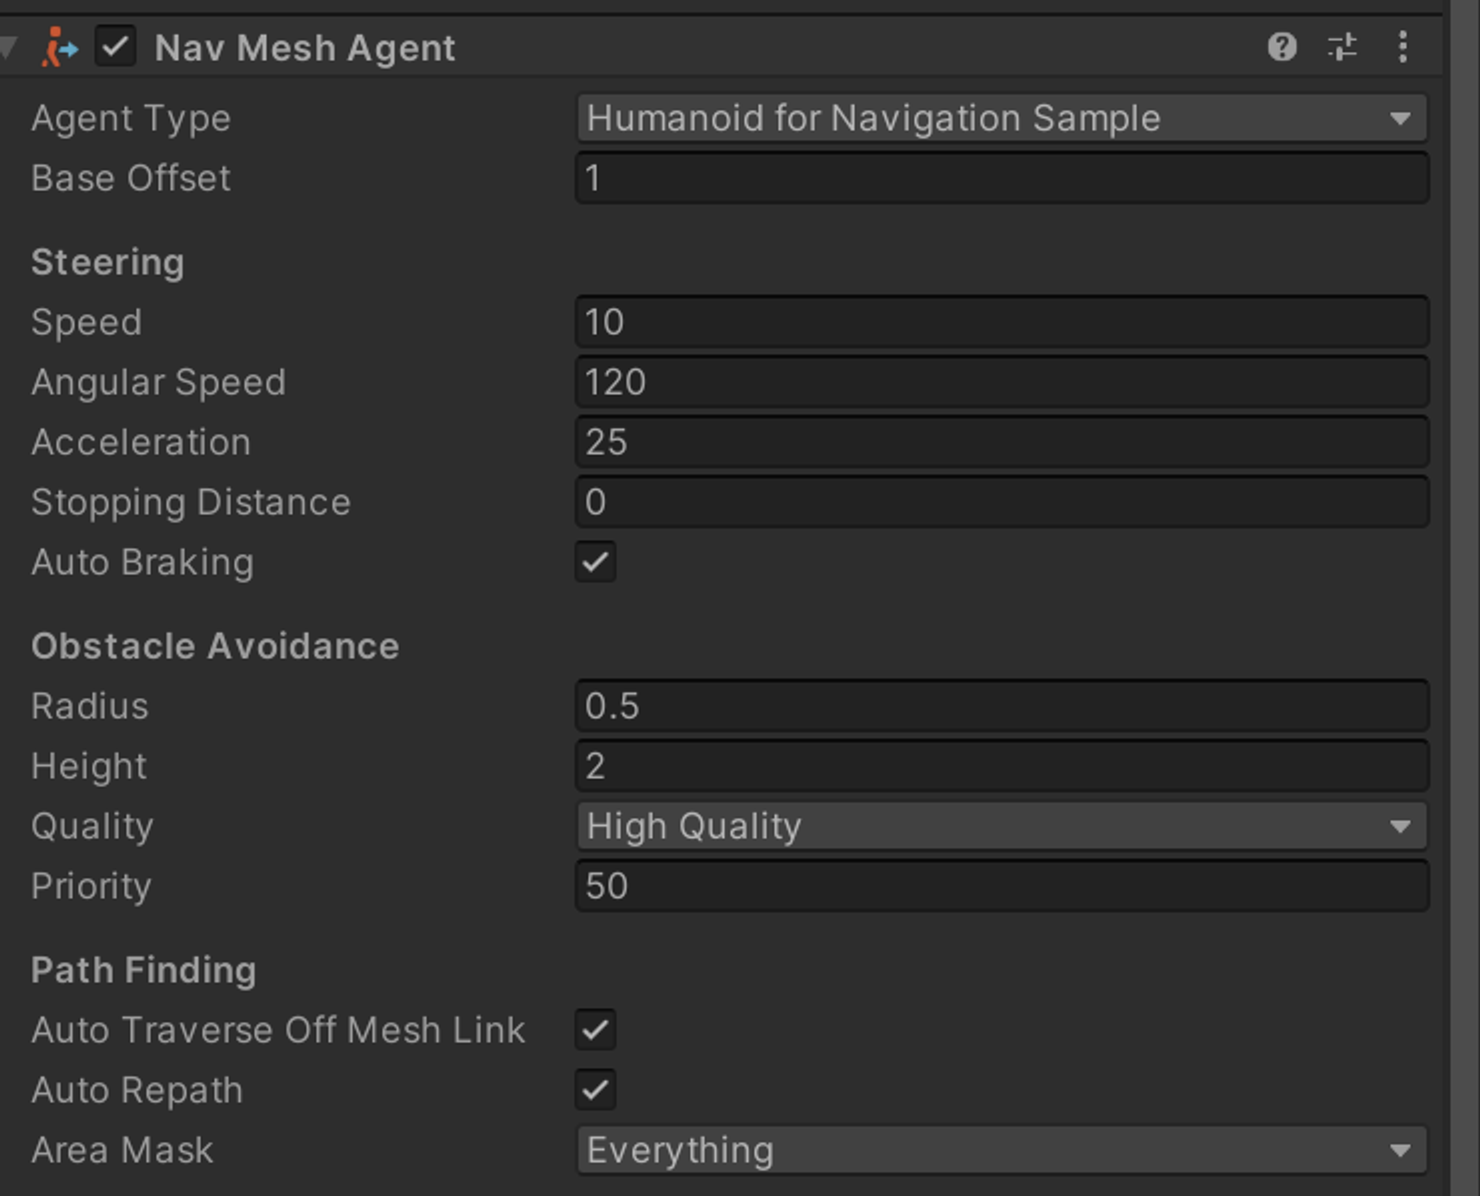 Nav Mesh Agent
Agent Type Humanoid for Navigation Sample
Base Offset 1
Steering
Speed 10
Angular Speed 120
Acceleration 25
Stopping Distance 0
Auto Braking
Obstacle Avoidance
Radius 0.5
Height 2
Quality High Quality
Priority 50
Path Finding
Auto Traverse Off Mesh Link
Auto Repath
Area Mask Everything